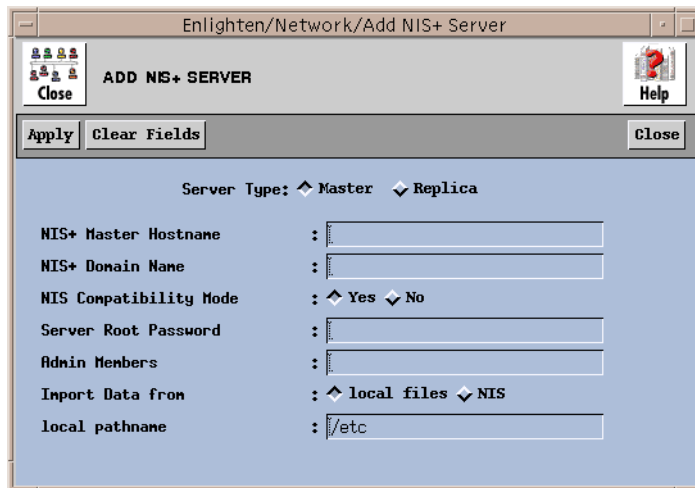 Enlighten/Network/Add NIS+ Server
Close
ADD NIS+ SERVER
Help
Apply Clear Fields Close
Server Type: Master Replica
NIS+ Master Hostname :
NIS+ Domain Name :
NIS Compatibility Mode : Yes No
Server Root Password :
Admin Members :
Import Data from : local files NIS
local pathname : /etc